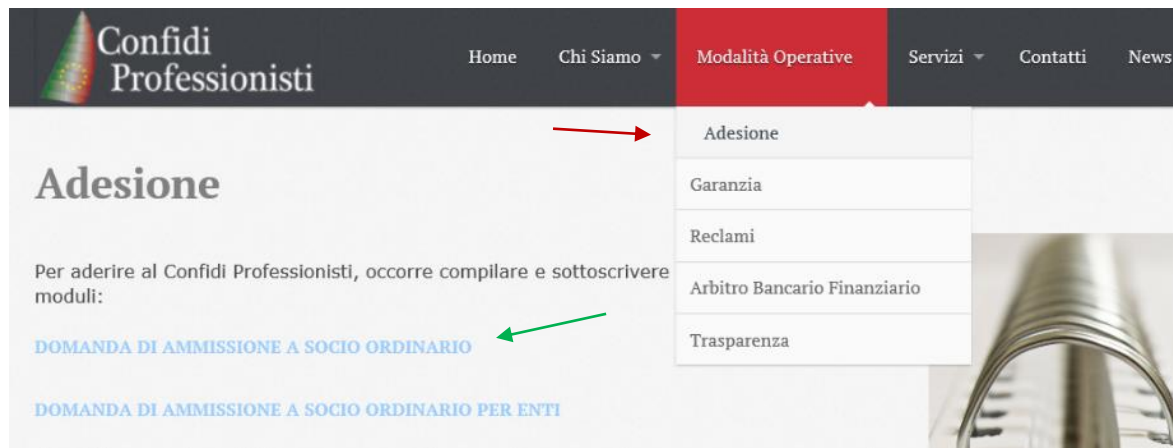 Confidi
Professionisti
Home Chi Siamo Modalità Operative Servizi Contatti News
Adesione
Garanzia
Reclami
Arbitro Bancario Finanziario
Trasparenza
Adesione
Per aderire al Confidi Professionisti, occorre compilare e sottoscrivere
moduli:
DOMANDA DI AMMISSIONE A SOCIO ORDINARIO
DOMANDA DI AMMISSIONE A SOCIO ORDINARIO PER ENTI